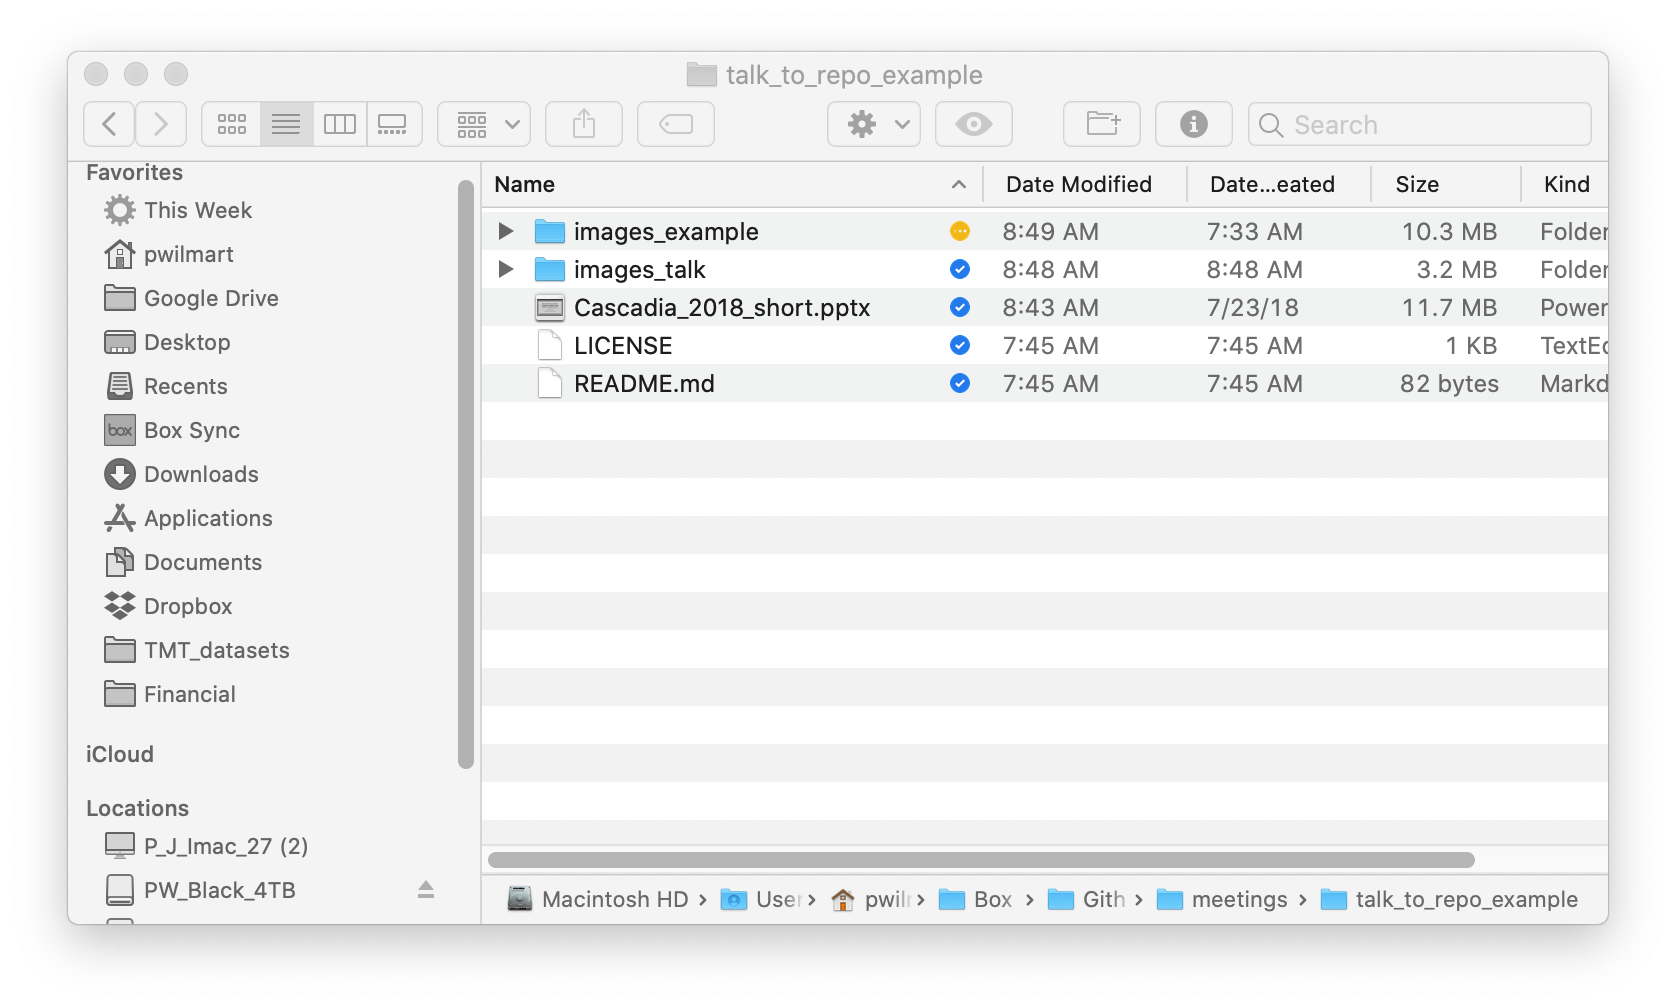 talk_to_repo_example
Search
Favorites
This Week
pwilmart
Google Drive
Desktop
Recents
box Box Sync
Downloads
Applications
Documents
Dropbox
TMT_datasets
Financial
iCloud
Locations
P_J_Imac_27 (2)
PW_Black_4TB
Name Date Modified Date...eated Size Kind
images_example 8:49 AM 7:33 AM 10.3 MB Folder
images_talk 8:48 AM 8:48 AM 3.2 MB Folder
Cascadia_2018_short.pptx 8:43 AM 7/23/18 11.7 MB Power
LICENSE 7:45 AM 7:45 AM 1 KB TextEd
README.md 7:45 AM 7:45 AM 82 bytes Markd
Macintosh HD › User › pwil › Box › Gith › meetings › talk_to_repo_example